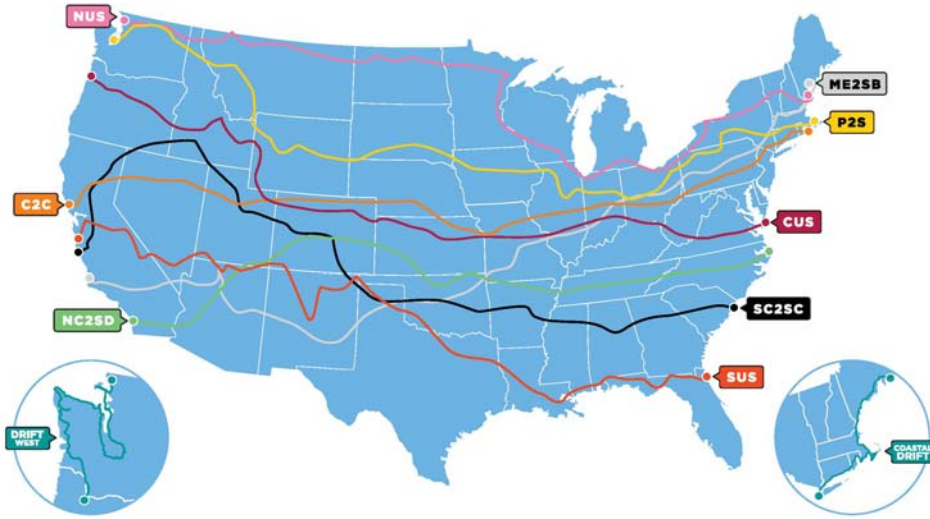 NUS
ME2SB
P2S
C2C
CUS
NC2SD
SC2SC
SUS
DRIFT
WEST
COASTAL
DRIFT